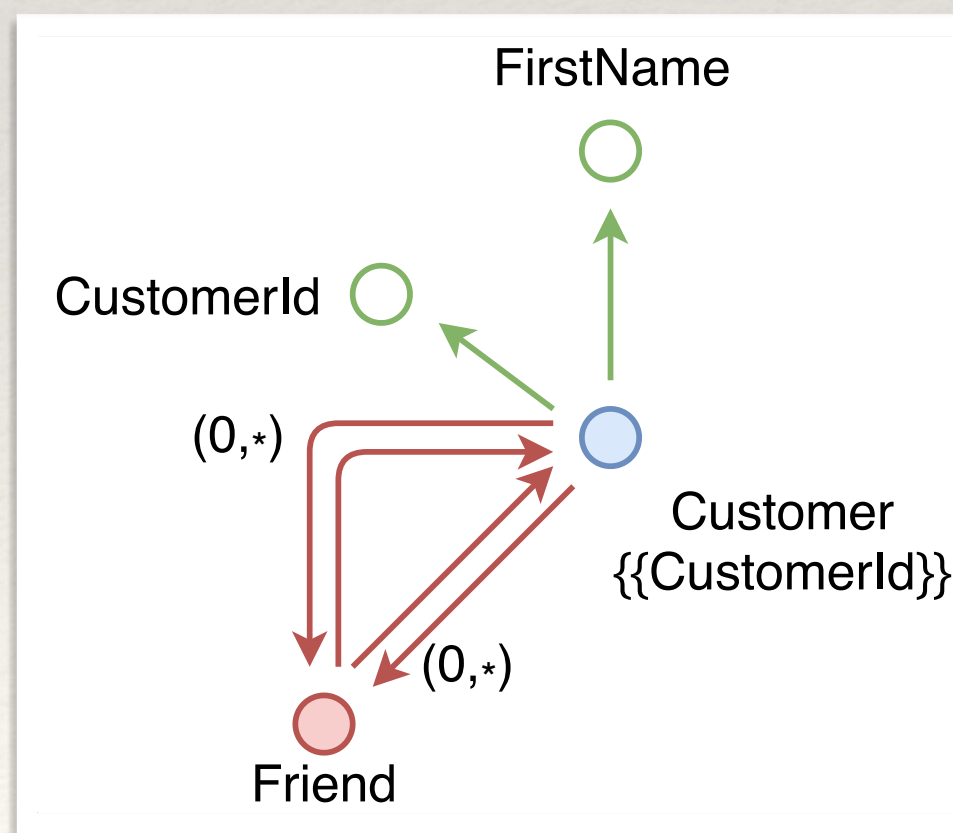 FirstName
CustomerId
(0,*)
Customer
{{CustomerId}}
(0,*)
Friend